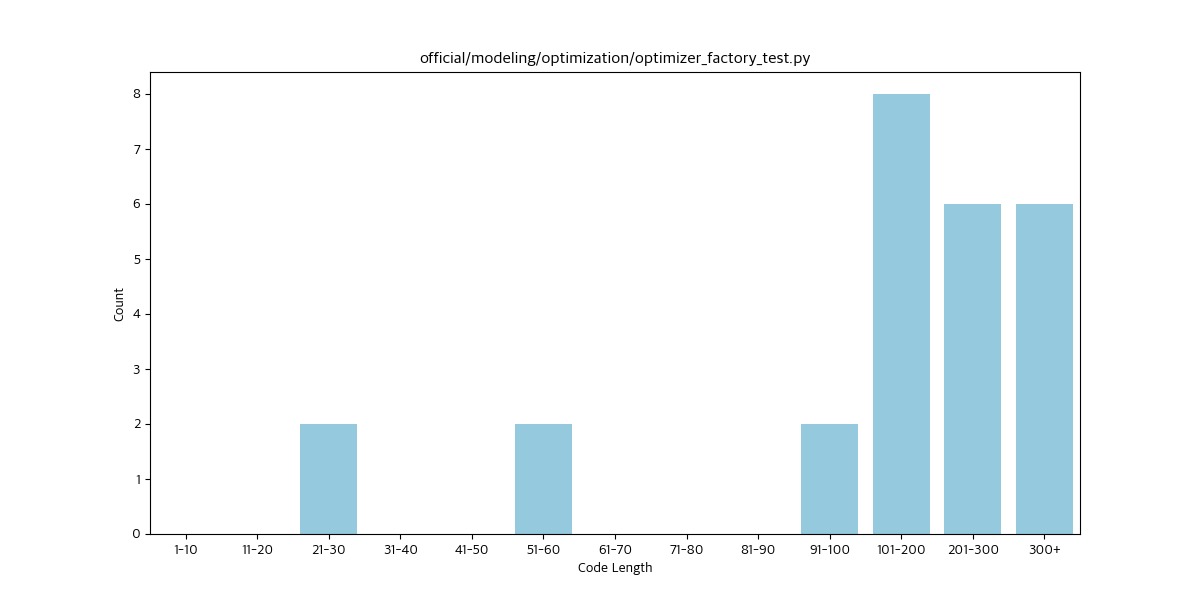 official/modeling/optimization/optimizer_factory_test.py
8
7
6
5
4
3
2
1
0
Count
1-10 11-20 21-30 31-40 41-50 51-60 61-70 71-80 81-90 91-100 101-200 201-300 300+
Code Length